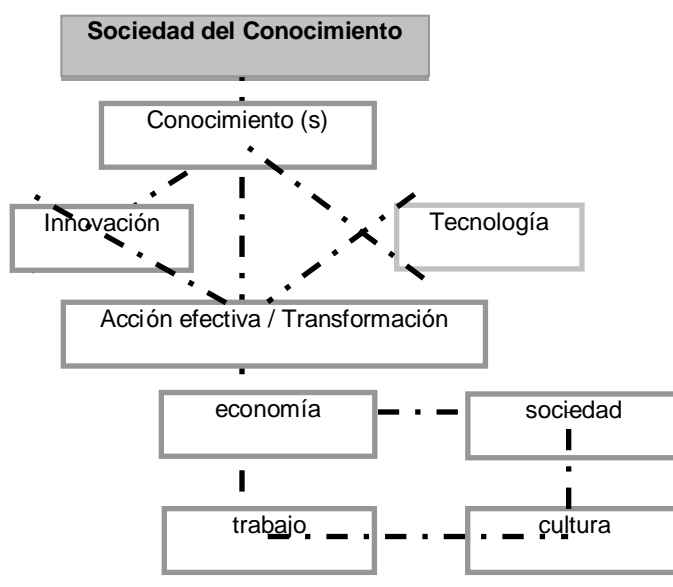 Sociedad del Conocimiento
Conocimiento (s)
Innovación
Tecnología
Acción efectiva / Transformación
economía
sociedad
trabajo
cultura